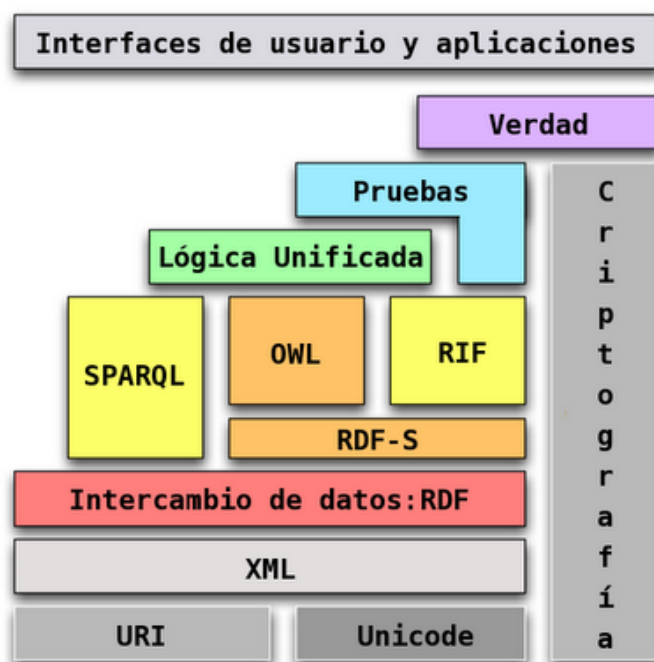 Interfaces de usuario y aplicaciones
Verdad
Pruebas
Lógica Unificada
SPARQL
OWL
RIF
RDF-S
Intercambio de datos:RDF
XML
URI
Unicode
Criptografía